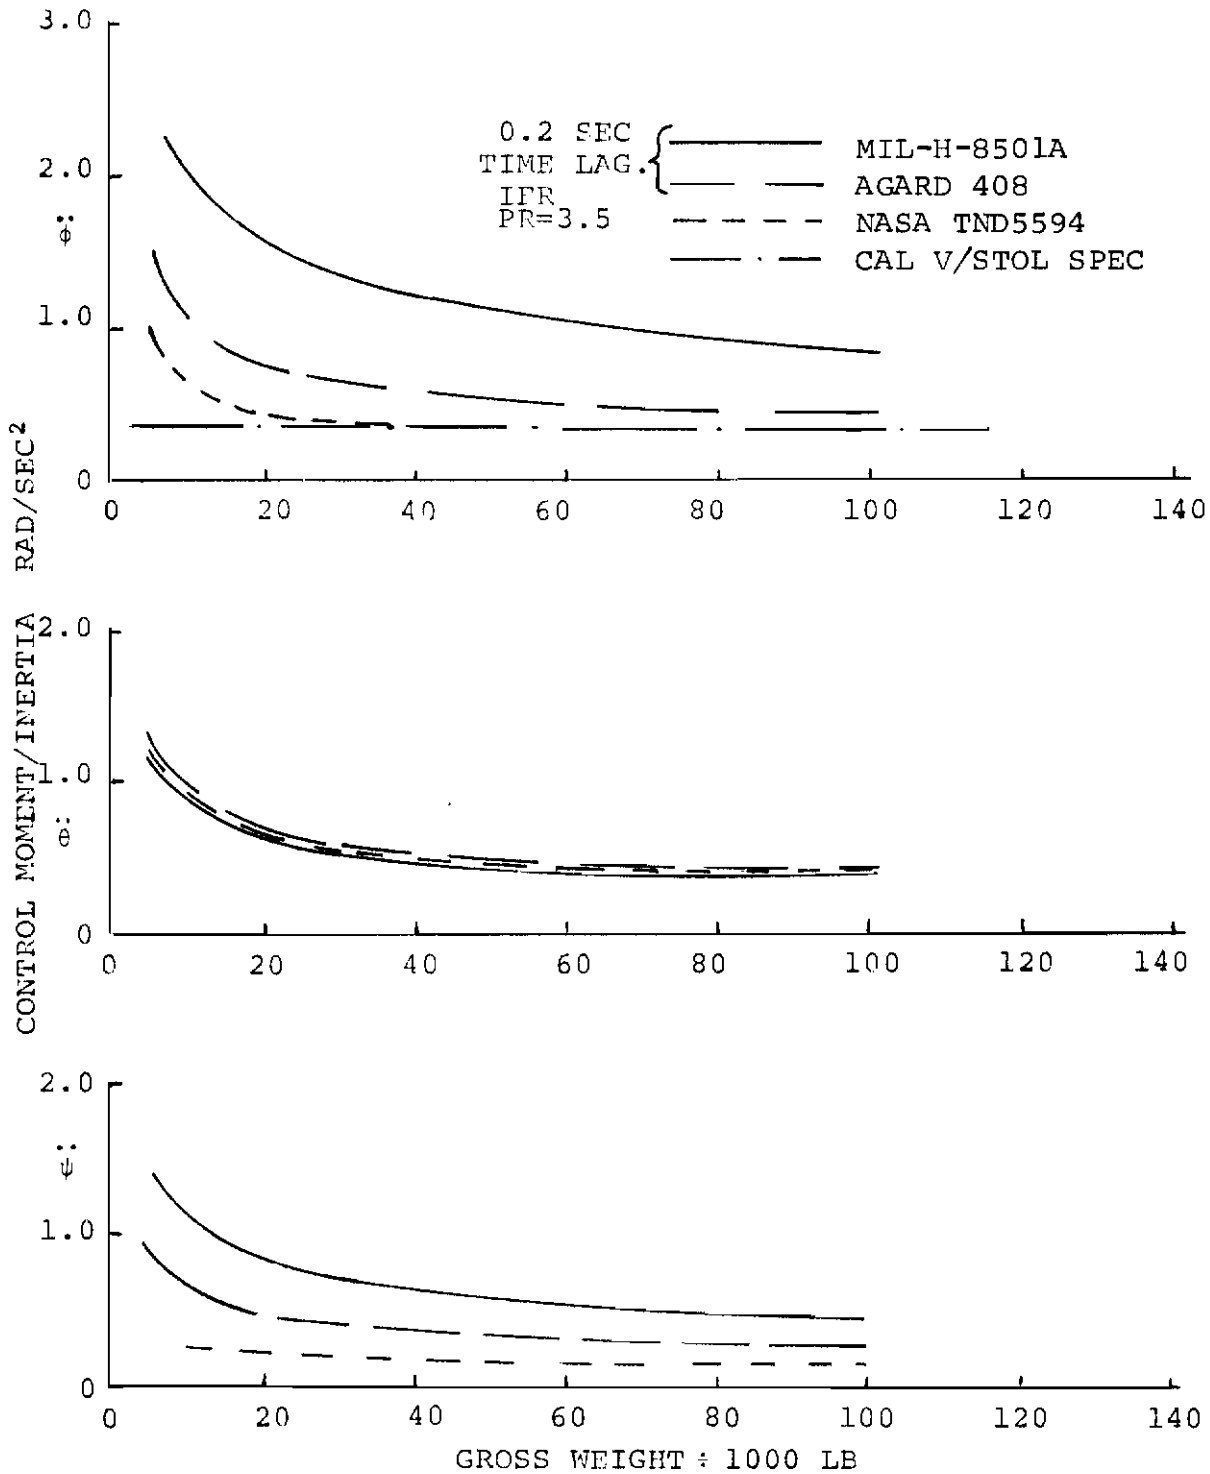 3.0
2.0
φ̈
1.0
0
0 20 40 60 80 100 120 140
0.2 SEC
TIME LAG.
IFR
PR=3.5
MIL-H-8501A
AGARD 408
NASA TND5594
CAL V/STOL SPEC
CONTROL MOMENT/INERTIA RAD/SEC²
2.0
1.0
θ̈
0
0 20 40 60 80 100 120 140
2.0
ψ̈
1.0
0
0 20 40 60 80 100 120 140
GROSS WEIGHT ÷ 1000 LB